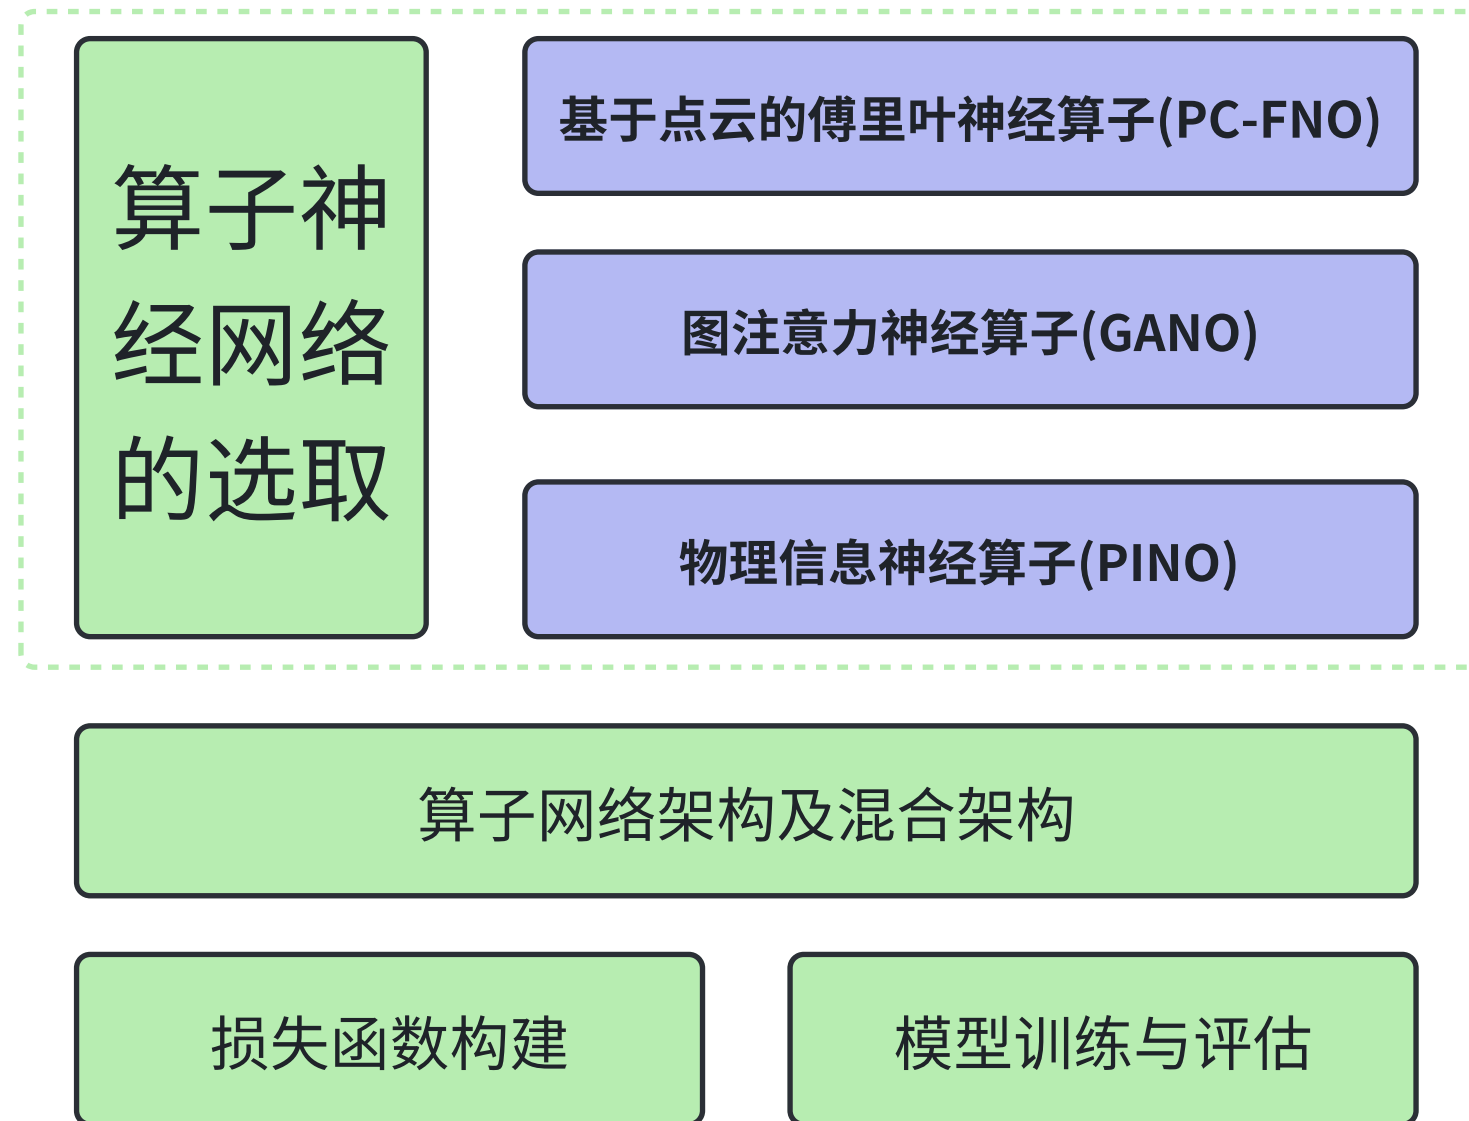 算子神
经网络
的选取
基于点云的傅里叶神经算子(PC-FNO)
图注意力神经算子(GANO)
物理信息神经算子(PINO)
算子网络架构及混合架构
损失函数构建
模型训练与评估